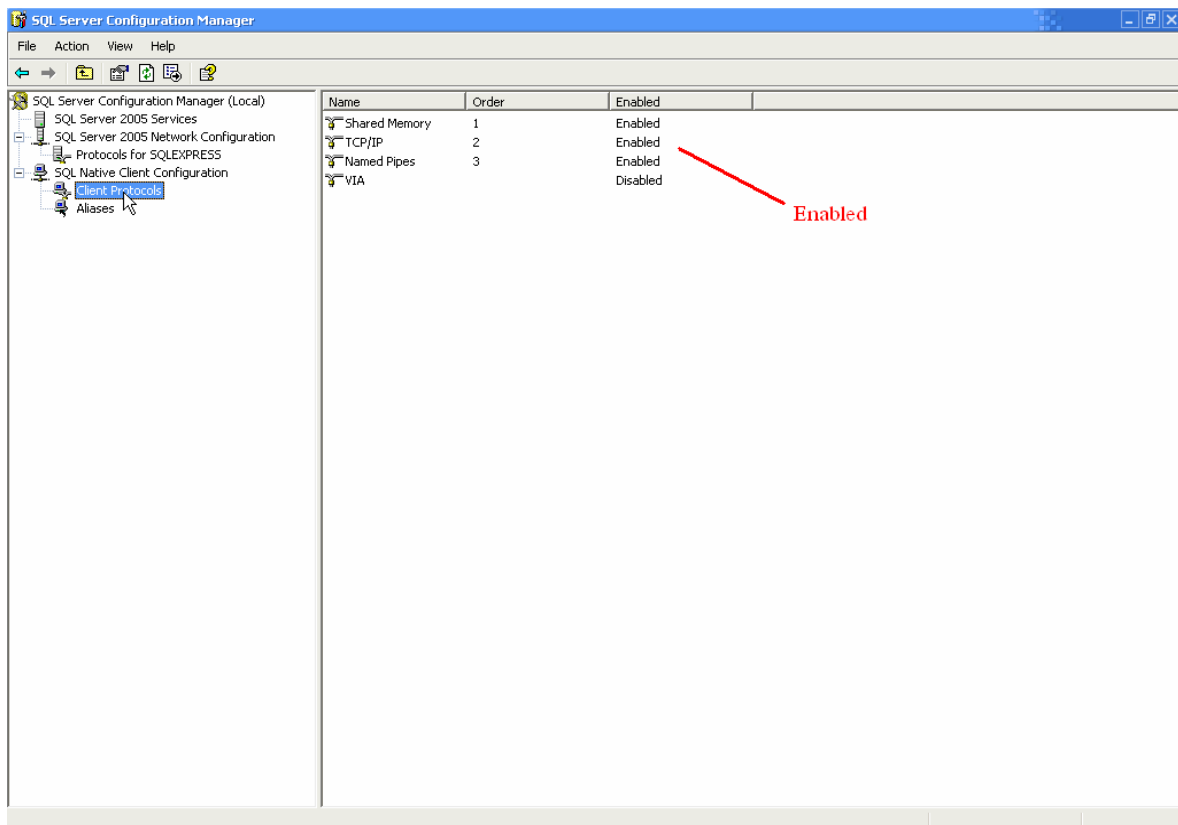 SQL Server Configuration Manager
File Action View Help
SQL Server Configuration Manager (Local)
SQL Server 2005 Services
SQL Server 2005 Network Configuration
Protocols for SQLEXPRESS
SQL Native Client Configuration
Client Protocols
Aliases
Name Order Enabled
Shared Memory 1 Enabled
TCP/IP 2 Enabled
Named Pipes 3 Enabled
VIA Disabled
Enabled